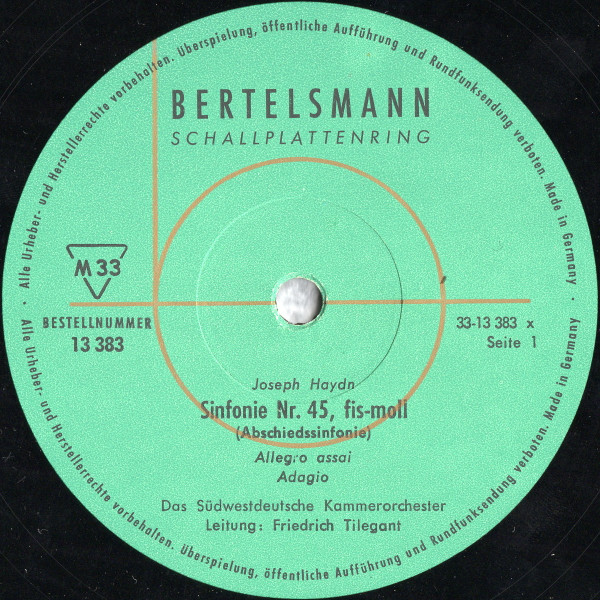 Alle Urheber- und Herstellerrechte vorbehalten. Überspielung, öffentliche Aufführung und Rundfunksendung verboten. Made in Germany
BERTELSMANN
SCHALLPLATTENRING
M 33
BESTELLNUMMER
13 383
33-13 383 x
Seite 1
Joseph Haydn
Sinfonie Nr. 45, fis-moll
(Abschiedssinfonie)
Allegro assai
Adagio
Das Südwestdeutsche Kammerorchester
Leitung: Friedrich Tilegant
Alle Urheber- und Herstellerrechte vorbehalten. Überspielung, öffentliche Aufführung und Rundfunksendung verboten. Made in Germany